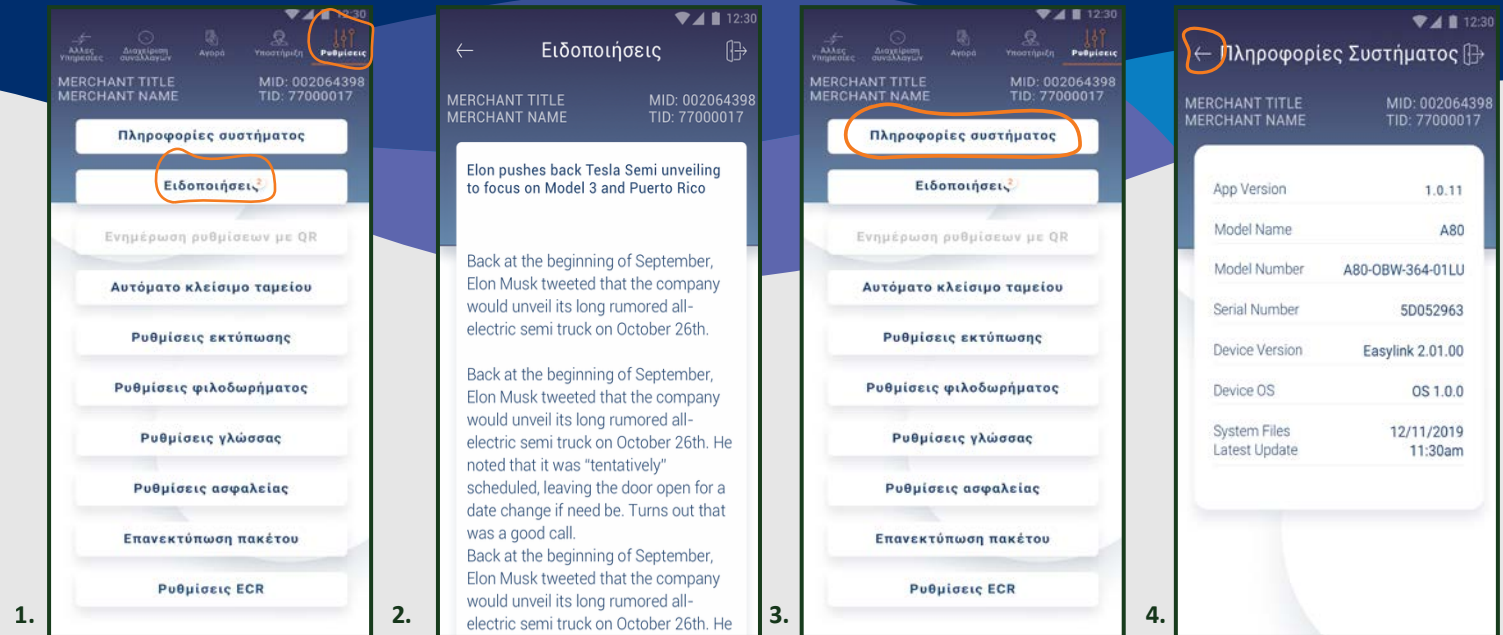 12:30
Άλλες Υπηρεσίες
Διαχείριση συναλλαγών
Αγορά
Υποστήριξη
Ρυθμίσεις
MERCHANT TITLE MID: 002064398
MERCHANT NAME TID: 77000017
Πληροφορίες συστήματος
Ειδοποιήσεις 2
Ενημέρωση ρυθμίσεων με QR
Αυτόματο κλείσιμο ταμείου
Ρυθμίσεις εκτύπωσης
Ρυθμίσεις φιλοδωρήματος
Ρυθμίσεις γλώσσας
Ρυθμίσεις ασφαλείας
Επανεκτύπωση πακέτου
Ρυθμίσεις ECR
1.
12:30
Ειδοποιήσεις
MERCHANT TITLE MID: 002064398
MERCHANT NAME TID: 77000017
Elon pushes back Tesla Semi unveiling
to focus on Model 3 and Puerto Rico
Back at the beginning of September,
Elon Musk tweeted that the company
would unveil its long rumored all-
electric semi truck on October 26th.
Back at the beginning of September,
Elon Musk tweeted that the company
would unveil its long rumored all-
electric semi truck on October 26th. He
noted that it was “tentatively”
scheduled, leaving the door open for a
date change if need be. Turns out that
was a good call.
Back at the beginning of September,
Elon Musk tweeted that the company
would unveil its long rumored all-
electric semi truck on October 26th. He
2.
12:30
Άλλες Υπηρεσίες
Διαχείριση συναλλαγών
Αγορά
Υποστήριξη
Ρυθμίσεις
MERCHANT TITLE MID: 002064398
MERCHANT NAME TID: 77000017
Πληροφορίες συστήματος
Ειδοποιήσεις 2
Ενημέρωση ρυθμίσεων με QR
Αυτόματο κλείσιμο ταμείου
Ρυθμίσεις εκτύπωσης
Ρυθμίσεις φιλοδωρήματος
Ρυθμίσεις γλώσσας
Ρυθμίσεις ασφαλείας
Επανεκτύπωση πακέτου
Ρυθμίσεις ECR
3.
12:30
Πληροφορίες Συστήματος
MERCHANT TITLE MID: 002064398
MERCHANT NAME TID: 77000017
App Version 1.0.11
Model Name A80
Model Number A80-OBW-364-01LU
Serial Number 5D052963
Device Version Easylink 2.01.00
Device OS OS 1.0.0
System Files 12/11/2019
Latest Update 11:30am
4.